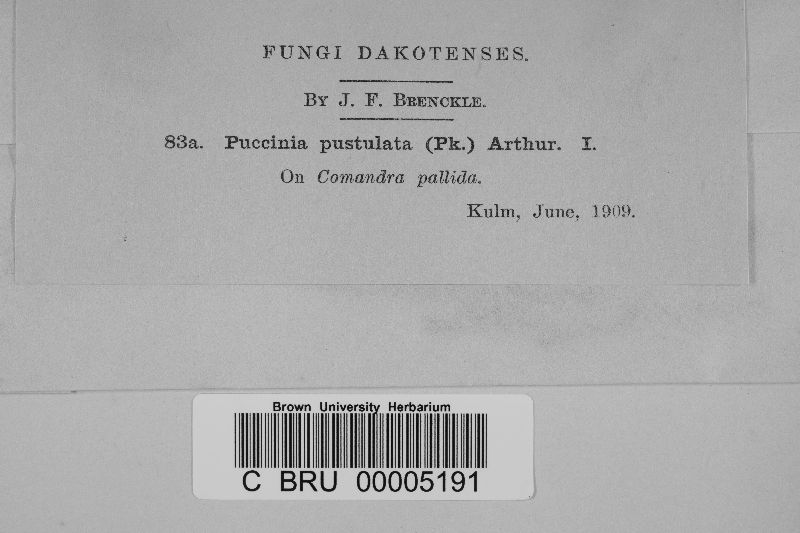 FUNGI DAKOTENSES.
BY J. F. BRENCKLE.
83a. Puccinia pustulata (Pk.) Arthur. I.
On Comandra pallida.
Kulm, June, 1909.
Brown University Herbarium
C BRU 00005191